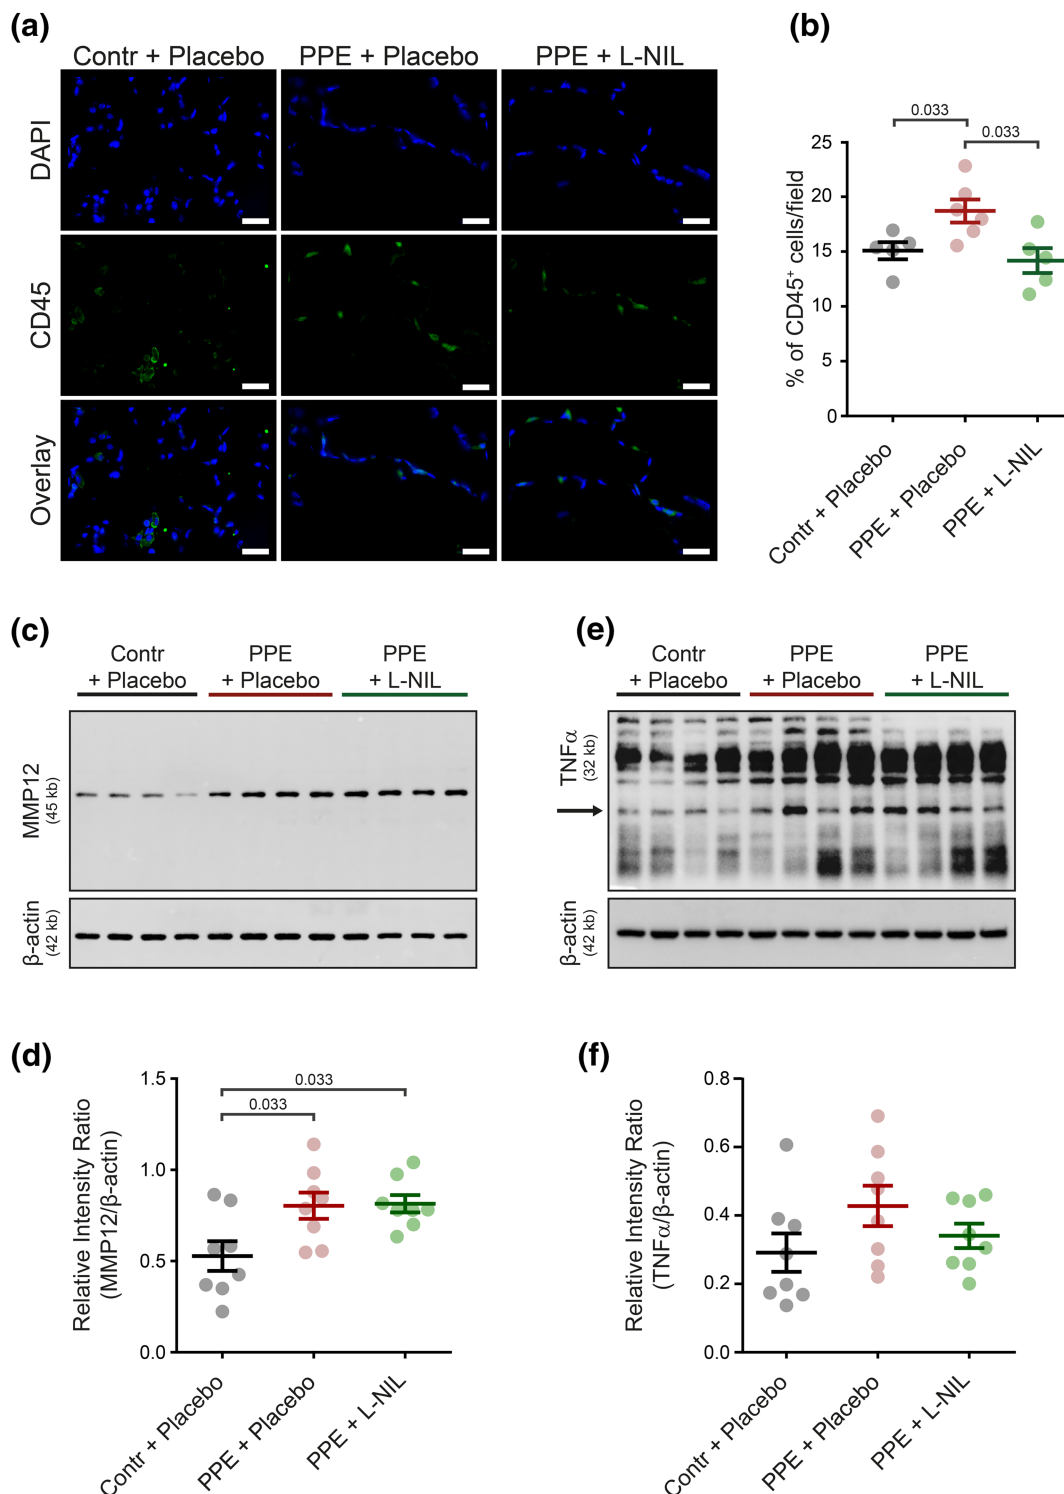 (a)
Contr + Placebo PPE + Placebo PPE + L-NIL
DAPI
CD45
Overlay
(b)
0.033
0.033
25
20
15
10
5
0
% of CD45⁺ cells/field
Contr + Placebo
PPE + Placebo
PPE + L-NIL
(c)
Contr
+ Placebo
PPE
+ Placebo
PPE
+ L-NIL
MMP12
(45 kb)
β-actin
(42 kb)
(e)
Contr
+ Placebo
PPE
+ Placebo
PPE
+ L-NIL
TNFα
(32 kb)
β-actin
(42 kb)
(d)
1.5
1.0
0.5
0.0
Relative Intensity Ratio
(MMP12/β-actin)
0.033
0.033
Contr + Placebo
PPE + Placebo
PPE + L-NIL
(f)
0.8
0.6
0.4
0.2
0.0
Relative Intensity Ratio
(TNFα/β-actin)
Contr + Placebo
PPE + Placebo
PPE + L-NIL